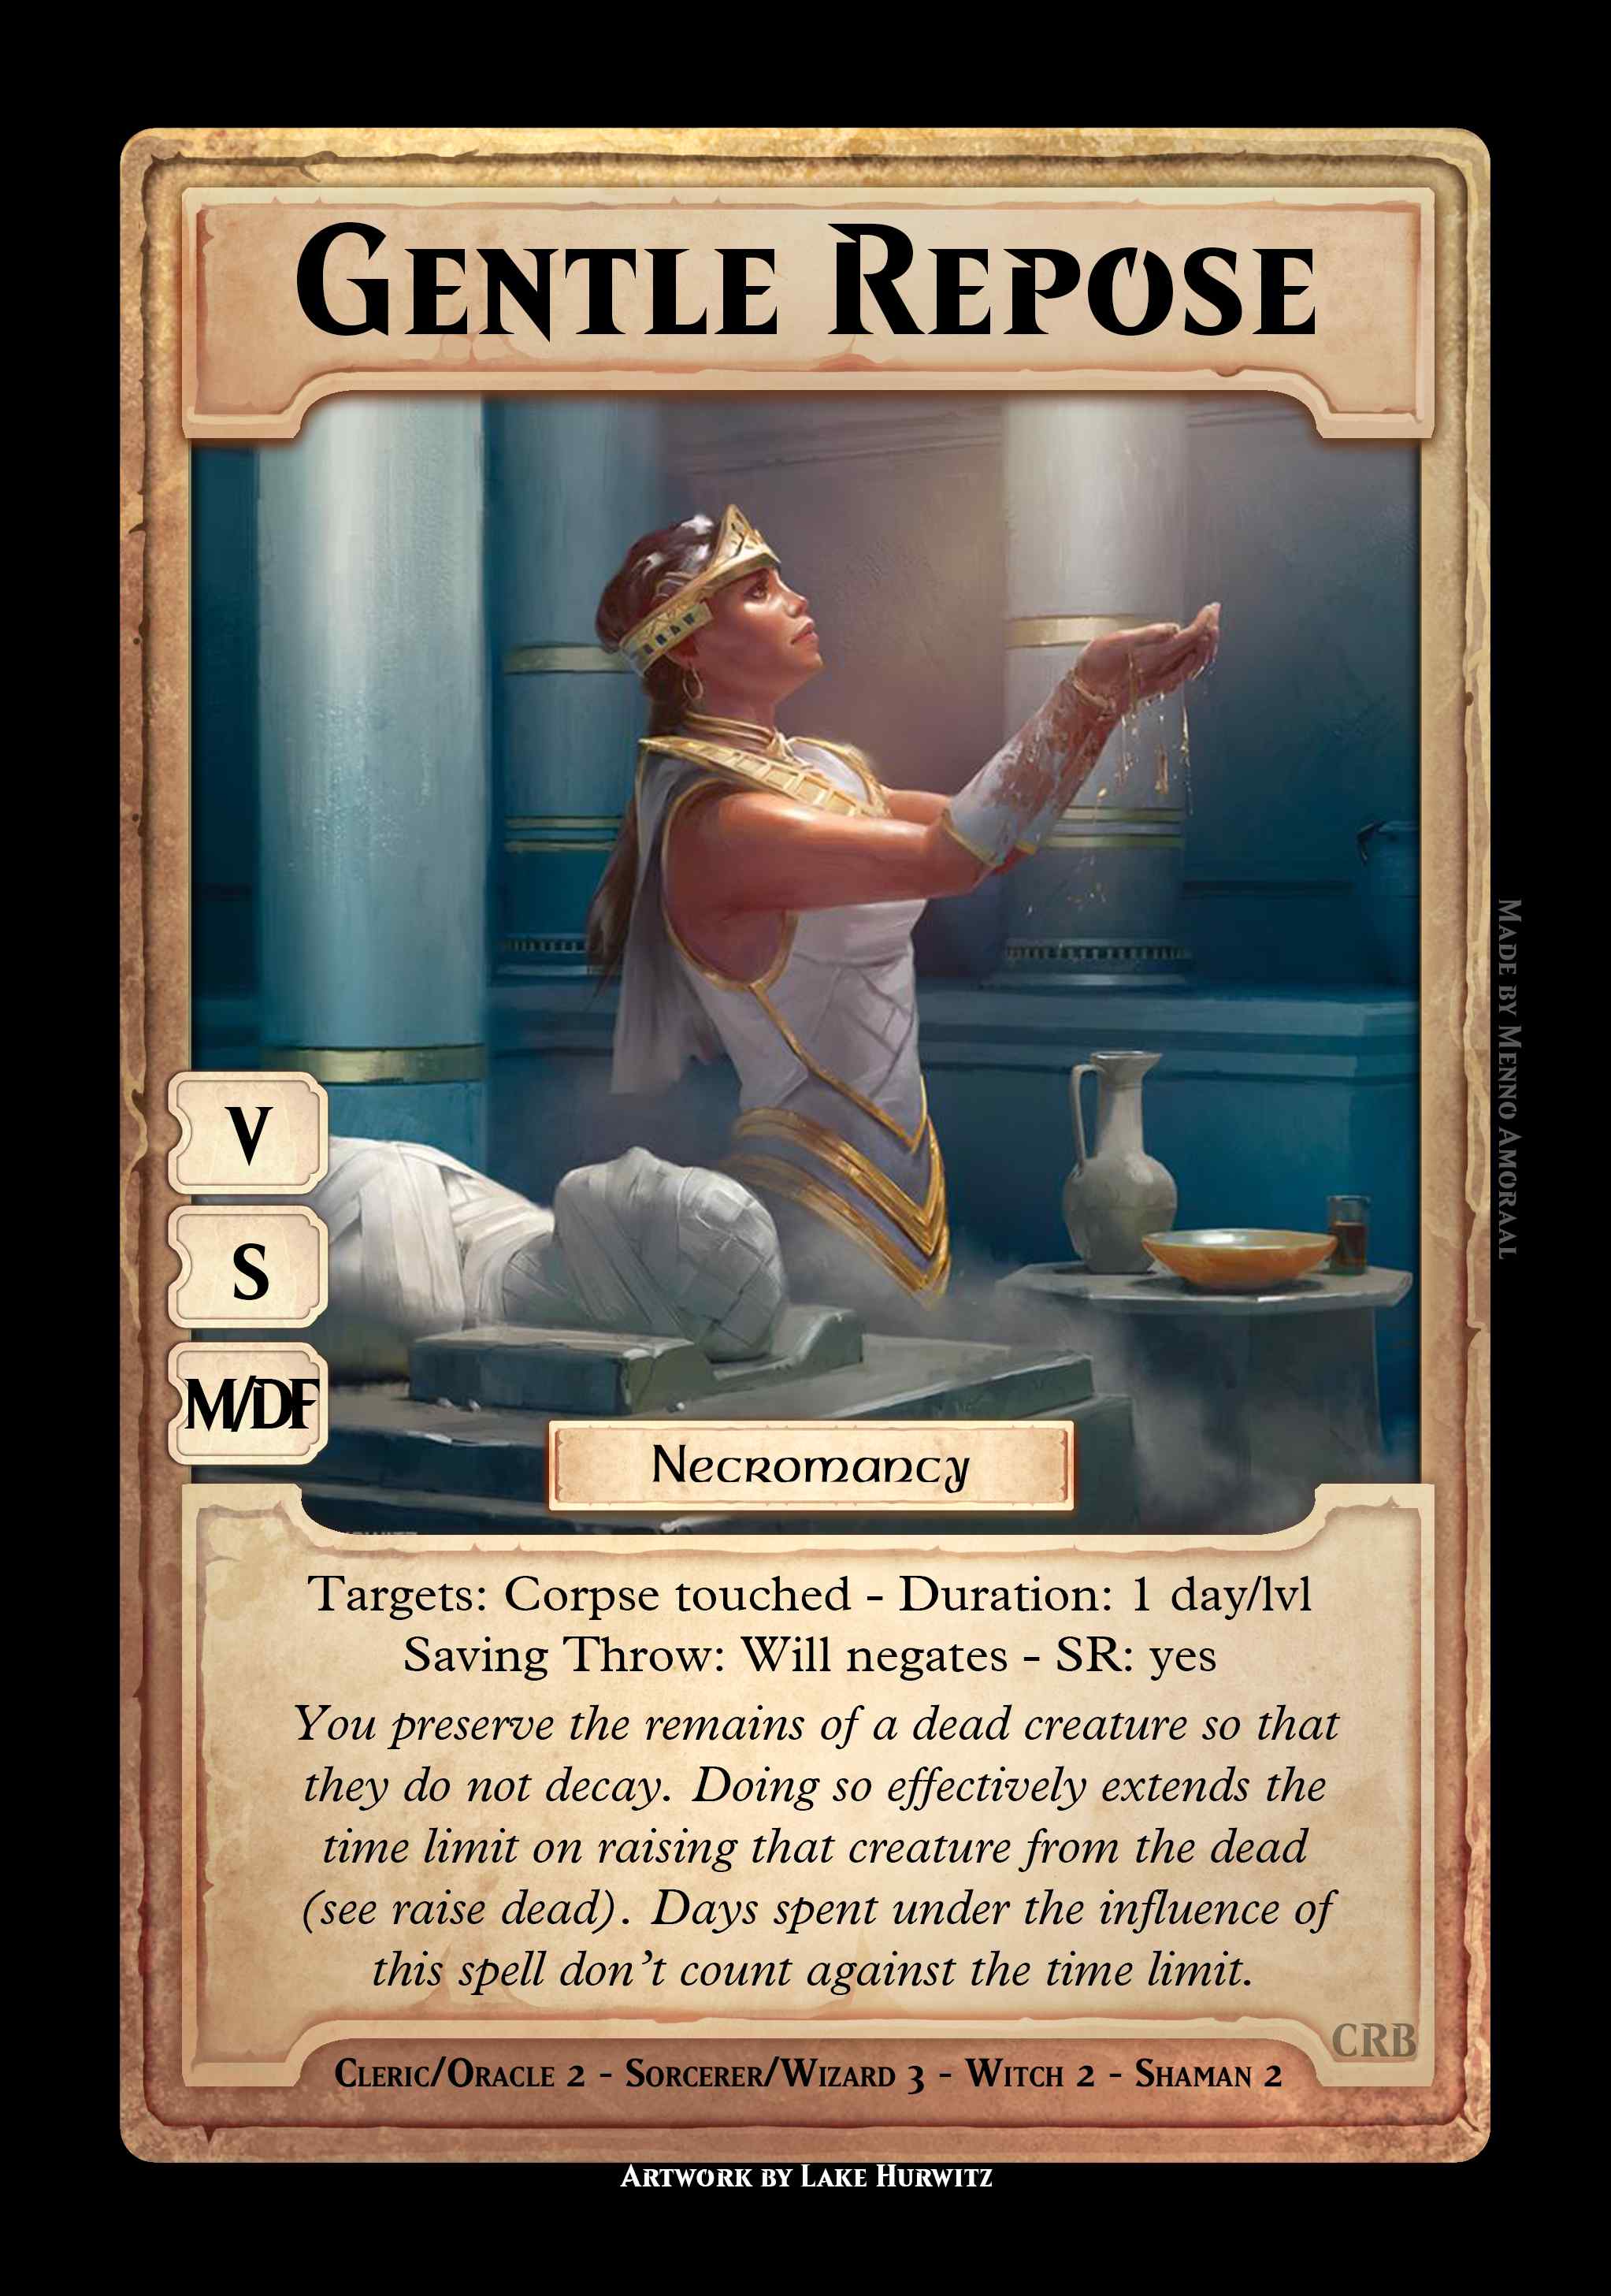 Gentle Repose
V
S
M/DF
Necromancy
Targets: Corpse touched - Duration: 1 day/lvl
Saving Throw: Will negates - SR: yes
You preserve the remains of a dead creature so that
they do not decay. Doing so effectively extends the
time limit on raising that creature from the dead
(see raise dead). Days spent under the influence of
this spell don't count against the time limit.
CRB
Cleric/Oracle 2 - Sorcerer/Wizard 3 - Witch 2 - Shaman 2
Artwork by Lake Hurwitz
Made by Menno Amoraal